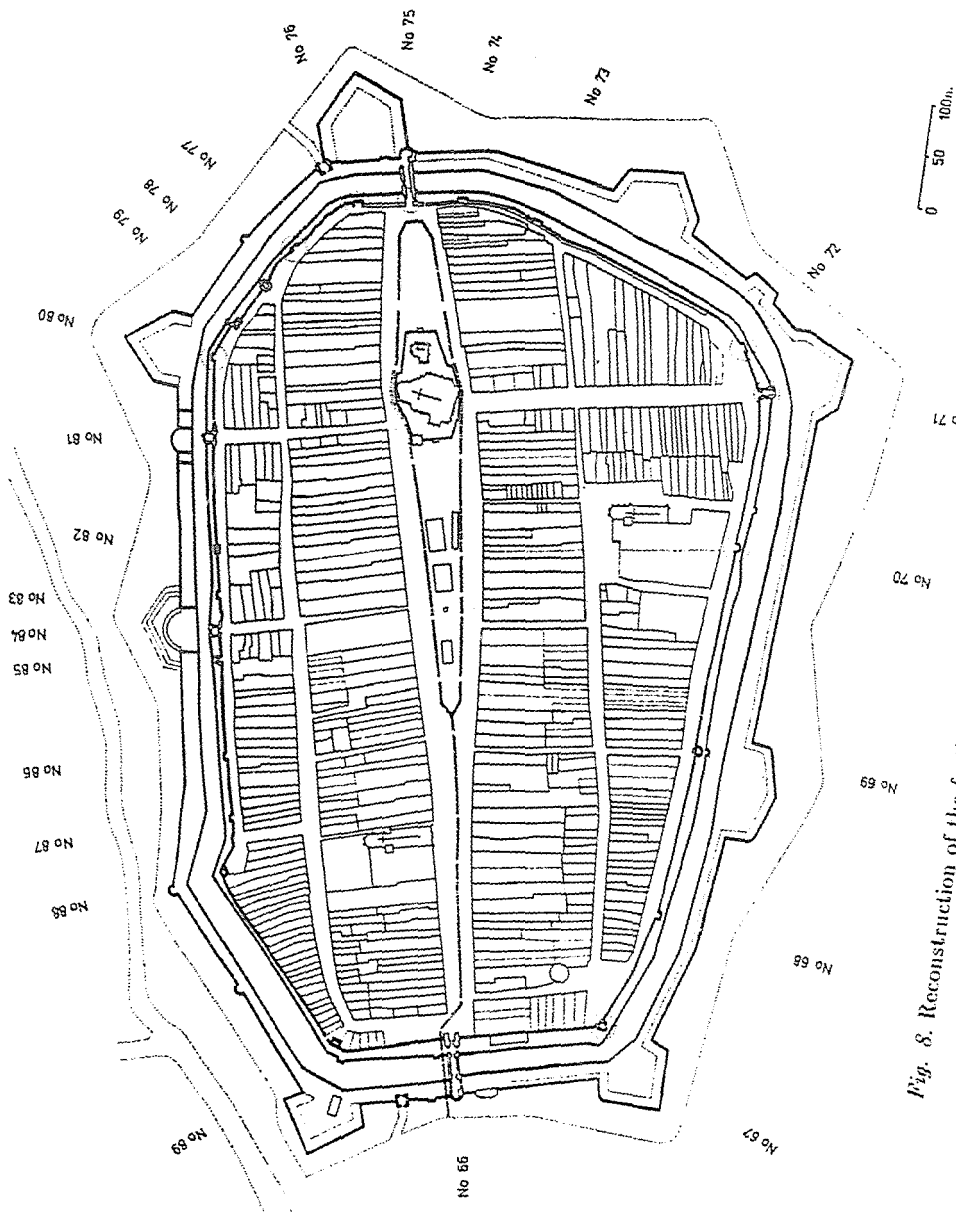 No 76
No 75
No 74
No 73
No 77
No 78
No 79
No 80
No 81
No 82
No 83
No 84
No 85
No 86
No 87
No 88
No 89
No 66
No 67
No 68
No 69
No 70
71
No 72
0 50 100m.
Fig. 8. Reconstruction of the